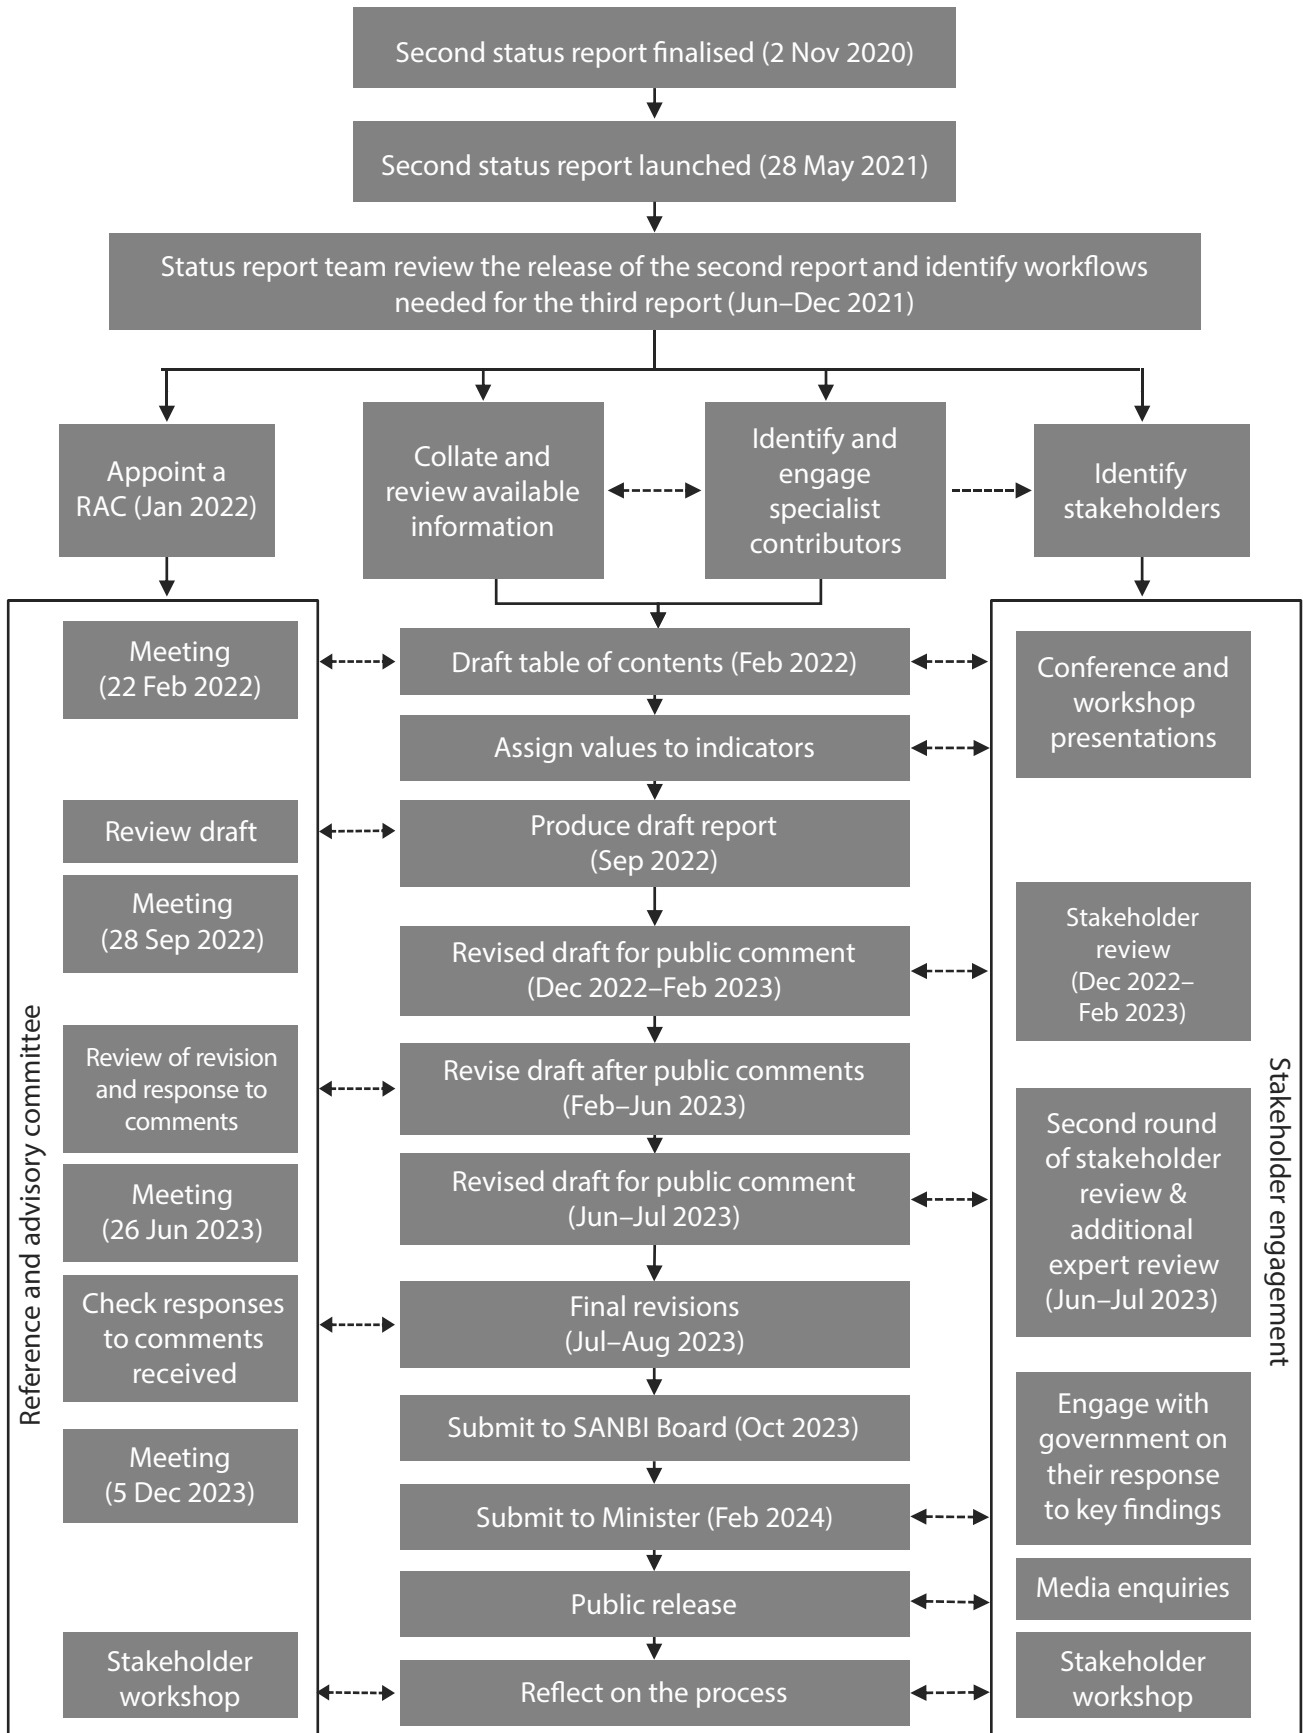 Second status report finalised (2 Nov 2020)
Second status report launched (28 May 2021)
Status report team review the release of the second report and identify workflows
needed for the third report (Jun–Dec 2021)
Appoint a
RAC (Jan 2022)
Collate and
review available
information
Identify and
engage
specialist
contributors
Identify
stakeholders
Reference and advisory committee
Meeting
(22 Feb 2022)
Review draft
Meeting
(28 Sep 2022)
Review of revision
and response to
comments
Meeting
(26 Jun 2023)
Check responses
to comments
received
Meeting
(5 Dec 2023)
Stakeholder
workshop
Draft table of contents (Feb 2022)
Assign values to indicators
Produce draft report
(Sep 2022)
Revised draft for public comment
(Dec 2022–Feb 2023)
Revise draft after public comments
(Feb–Jun 2023)
Revised draft for public comment
(Jun–Jul 2023)
Final revisions
(Jul–Aug 2023)
Submit to SANBI Board (Oct 2023)
Submit to Minister (Feb 2024)
Public release
Reflect on the process
Conference and
workshop
presentations
Stakeholder
review
(Dec 2022–
Feb 2023)
Second round
of stakeholder
review &
additional
expert review
(Jun–Jul 2023)
Engage with
government on
their response
to key findings
Media enquiries
Stakeholder
workshop
Stakeholder engagement